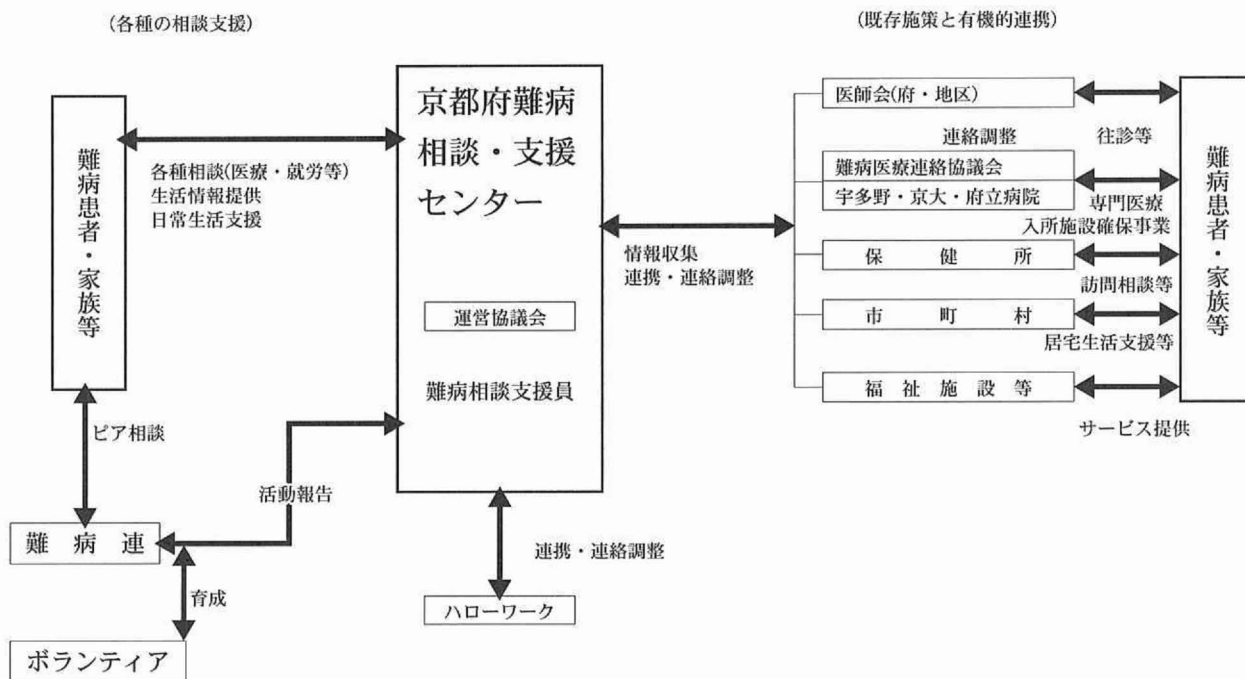 (各種の相談支援)
(既存施策と有機的連携)
難病患者・家族等
各種相談(医療・就労等)
生活情報提供
日常生活支援
ピア相談
難病連
活動報告
育成
ボランティア
京都府難病
相談・支援
センター
運営協議会
難病相談支援員
連携・連絡調整
ハローワーク
情報収集
連携・連絡調整
医師会(府・地区)
連絡調整
往診等
難病医療連絡協議会
宇多野・京大・府立病院
専門医療
入所施設確保事業
保健所
訪問相談等
市町村
居宅生活支援等
福祉施設等
サービス提供
難病患者・家族等